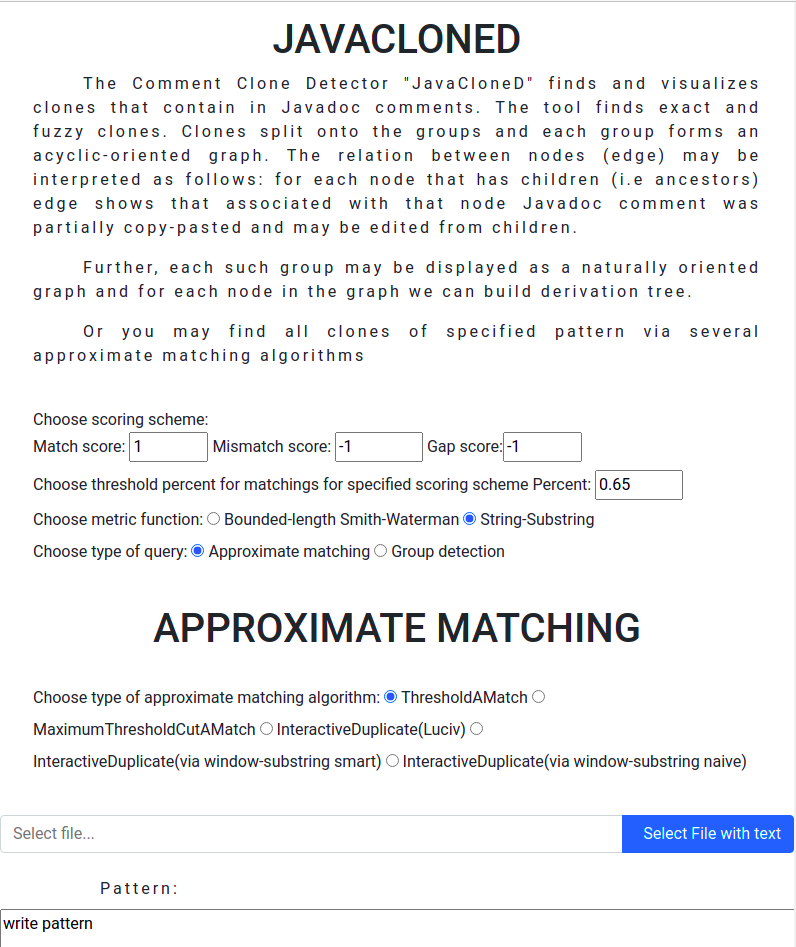 JAVACLONED
The Comment Clone Detector "JavaCloneD" finds and visualizes
clones that contain in Javadoc comments. The tool finds exact and
fuzzy clones. Clones split onto the groups and each group forms an
acyclic-oriented graph. The relation between nodes (edge) may be
interpreted as follows: for each node that has children (i.e ancestors)
edge shows that associated with that node Javadoc comment was
partially copy-pasted and may be edited from children.
Further, each such group may be displayed as a naturally oriented
graph and for each node in the graph we can build derivation tree.
Or you may find all clones of specified pattern via several
approximate matching algorithms
Choose scoring scheme:
Match score: 1 Mismatch score: -1 Gap score:-1
Choose threshold percent for matchings for specified scoring scheme Percent: 0.65
Choose metric function: Bounded-length Smith-Waterman String-Substring
Choose type of query: Approximate matching Group detection
APPROXIMATE MATCHING
Choose type of approximate matching algorithm: ThresholdAMatch
MaximumThresholdCutAMatch InteractiveDuplicate(Luciv)
InteractiveDuplicate(via window-substring smart) InteractiveDuplicate(via window-substring naive)
Select file... Select File with text
Pattern:
write pattern